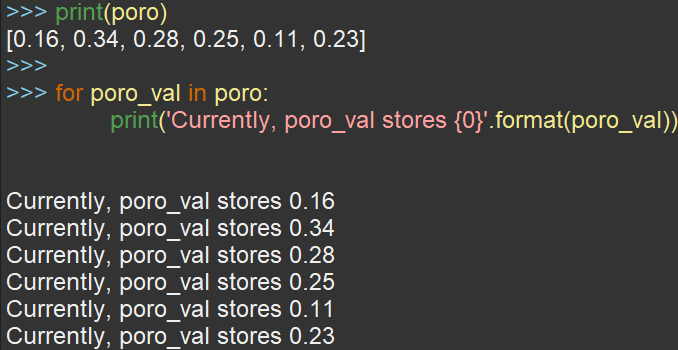 >>> print(poro)
[0.16, 0.34, 0.28, 0.25, 0.11, 0.23]
>>>
>>> for poro_val in poro:
print('Currently, poro_val stores {0}'.format(poro_val))
Currently, poro_val stores 0.16
Currently, poro_val stores 0.34
Currently, poro_val stores 0.28
Currently, poro_val stores 0.25
Currently, poro_val stores 0.11
Currently, poro_val stores 0.23